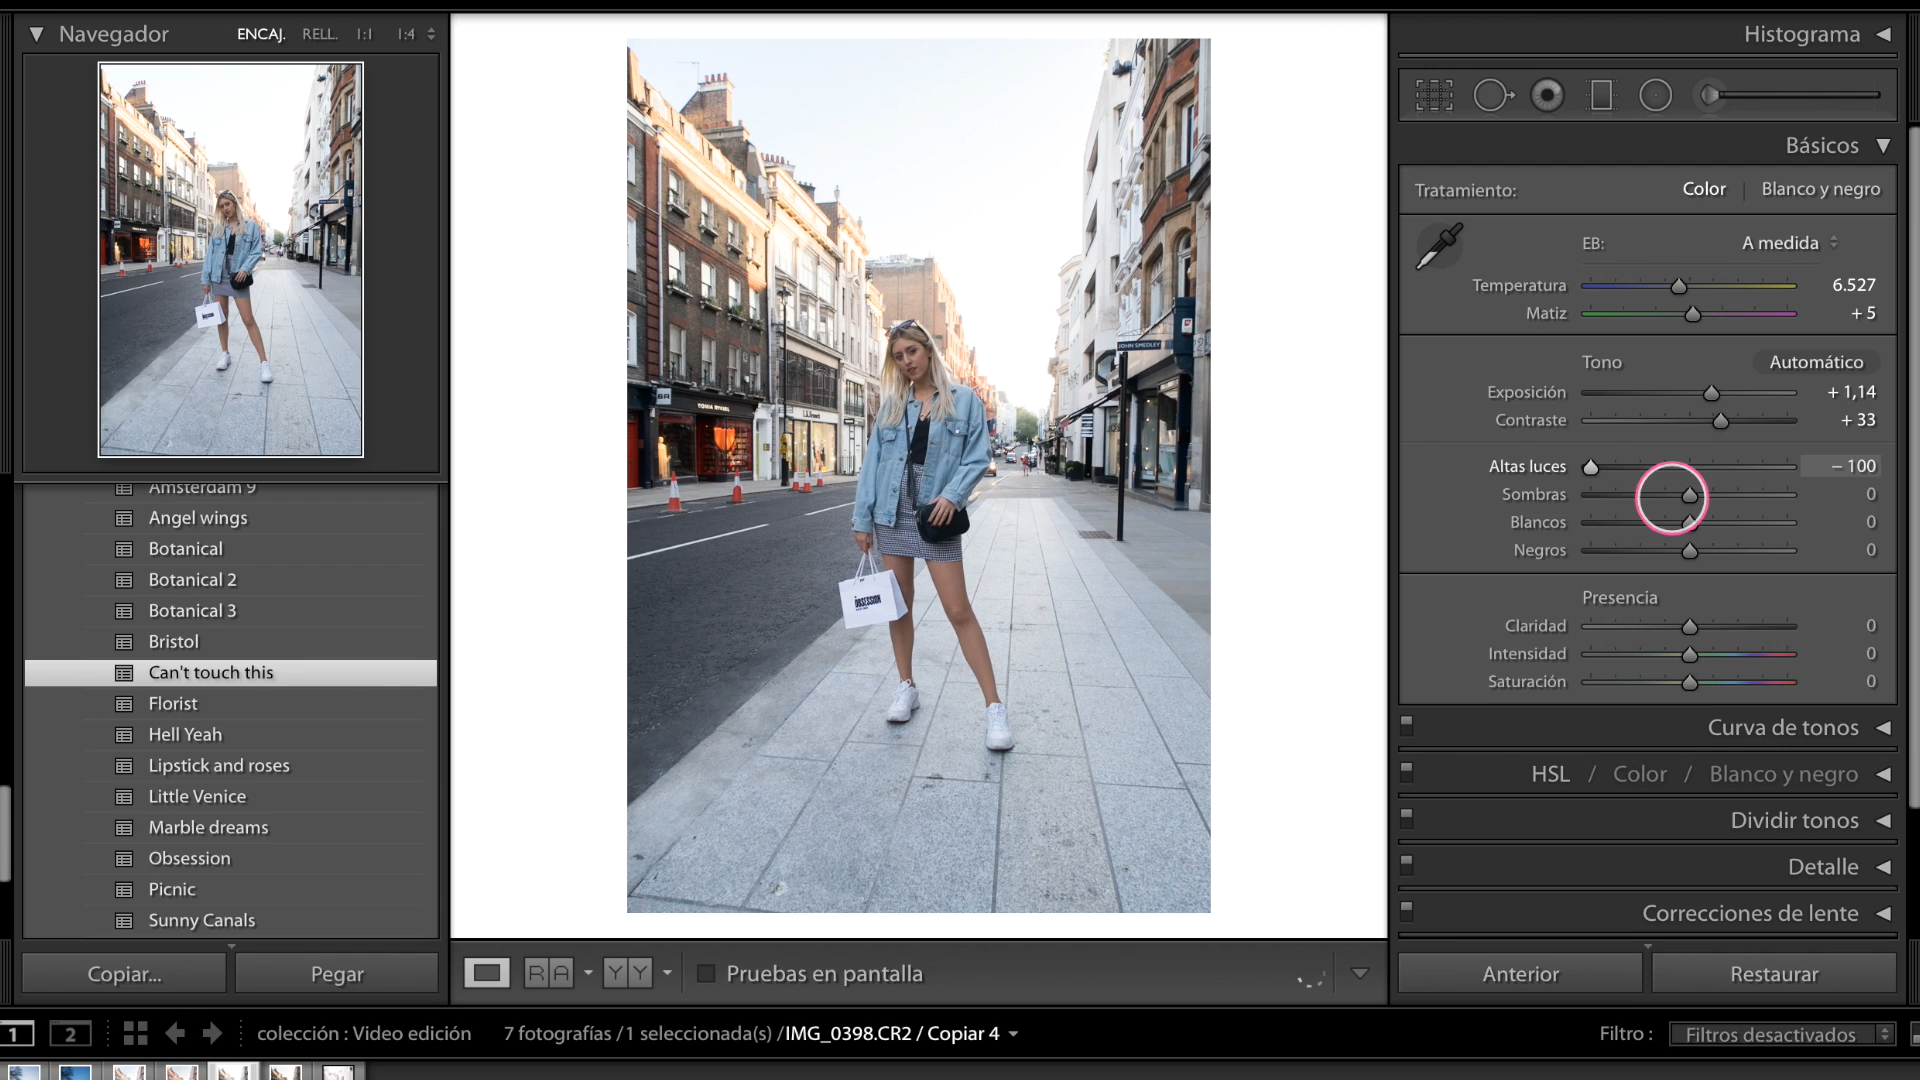 Navegador
ENCAJ. RELL. 1:1 1:4
Amsterdam 9
Angel wings
Botanical
Botanical 2
Botanical 3
Bristol
Can't touch this
Florist
Hell Yeah
Lipstick and roses
Little Venice
Marble dreams
Obsession
Picnic
Sunny Canals
Copiar... Pegar
JOHN SMEDLEY
OBSESSION
R A Y Y Pruebas en pantalla
Histograma
Básicos
Tratamiento: Color Blanco y negro
EB: A medida
Temperatura 6.527
Matiz + 5
Tono Automático
Exposición + 1,14
Contraste + 33
Altas luces – 100
Sombras 0
Blancos 0
Negros 0
Presencia
Claridad 0
Intensidad 0
Saturación 0
Curva de tonos
HSL / Color / Blanco y negro
Dividir tonos
Detalle
Correcciones de lente
Anterior Restaurar
1 2 colección : Video edición 7 fotografías /1 seleccionada(s) /IMG_0398.CR2 / Copiar 4 Filtro : Filtros desactivados